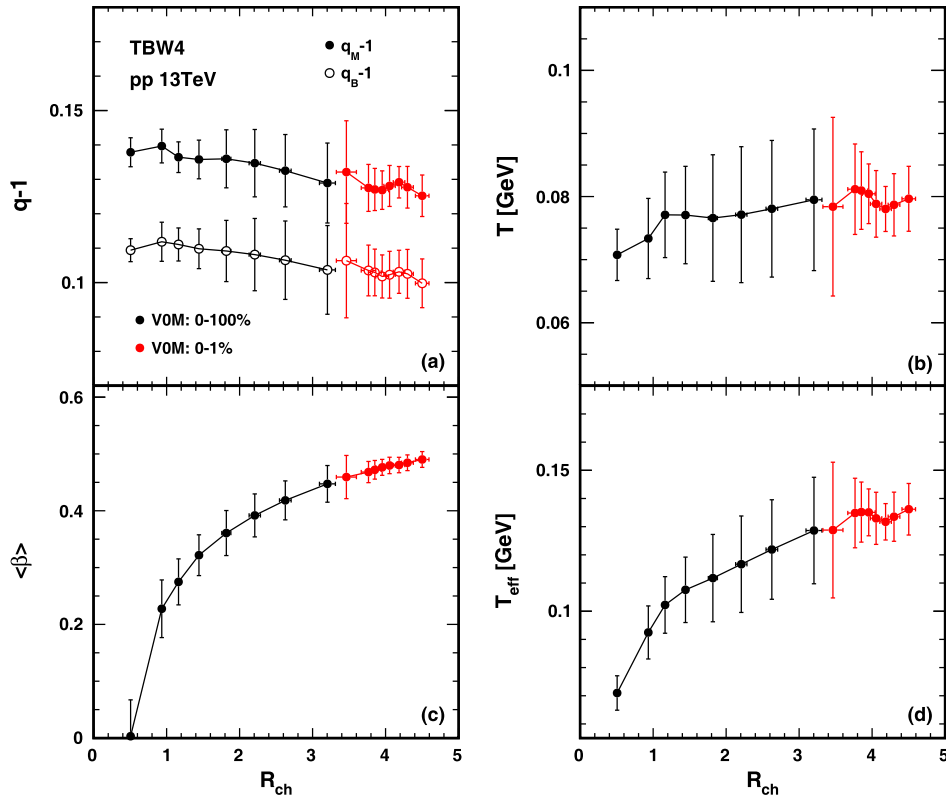 TBW4
pp 13TeV
q_M-1
q_B-1
0.15
0.1
q-1
V0M: 0-100%
V0M: 0-1%
(a)
0.1
0.08
0.06
T [GeV]
(b)
0.6
0.4
0.2
0
<β>
(c)
0 1 2 3 4 5
R_ch
0.15
0.1
T_eff [GeV]
(d)
0 1 2 3 4 5
R_ch